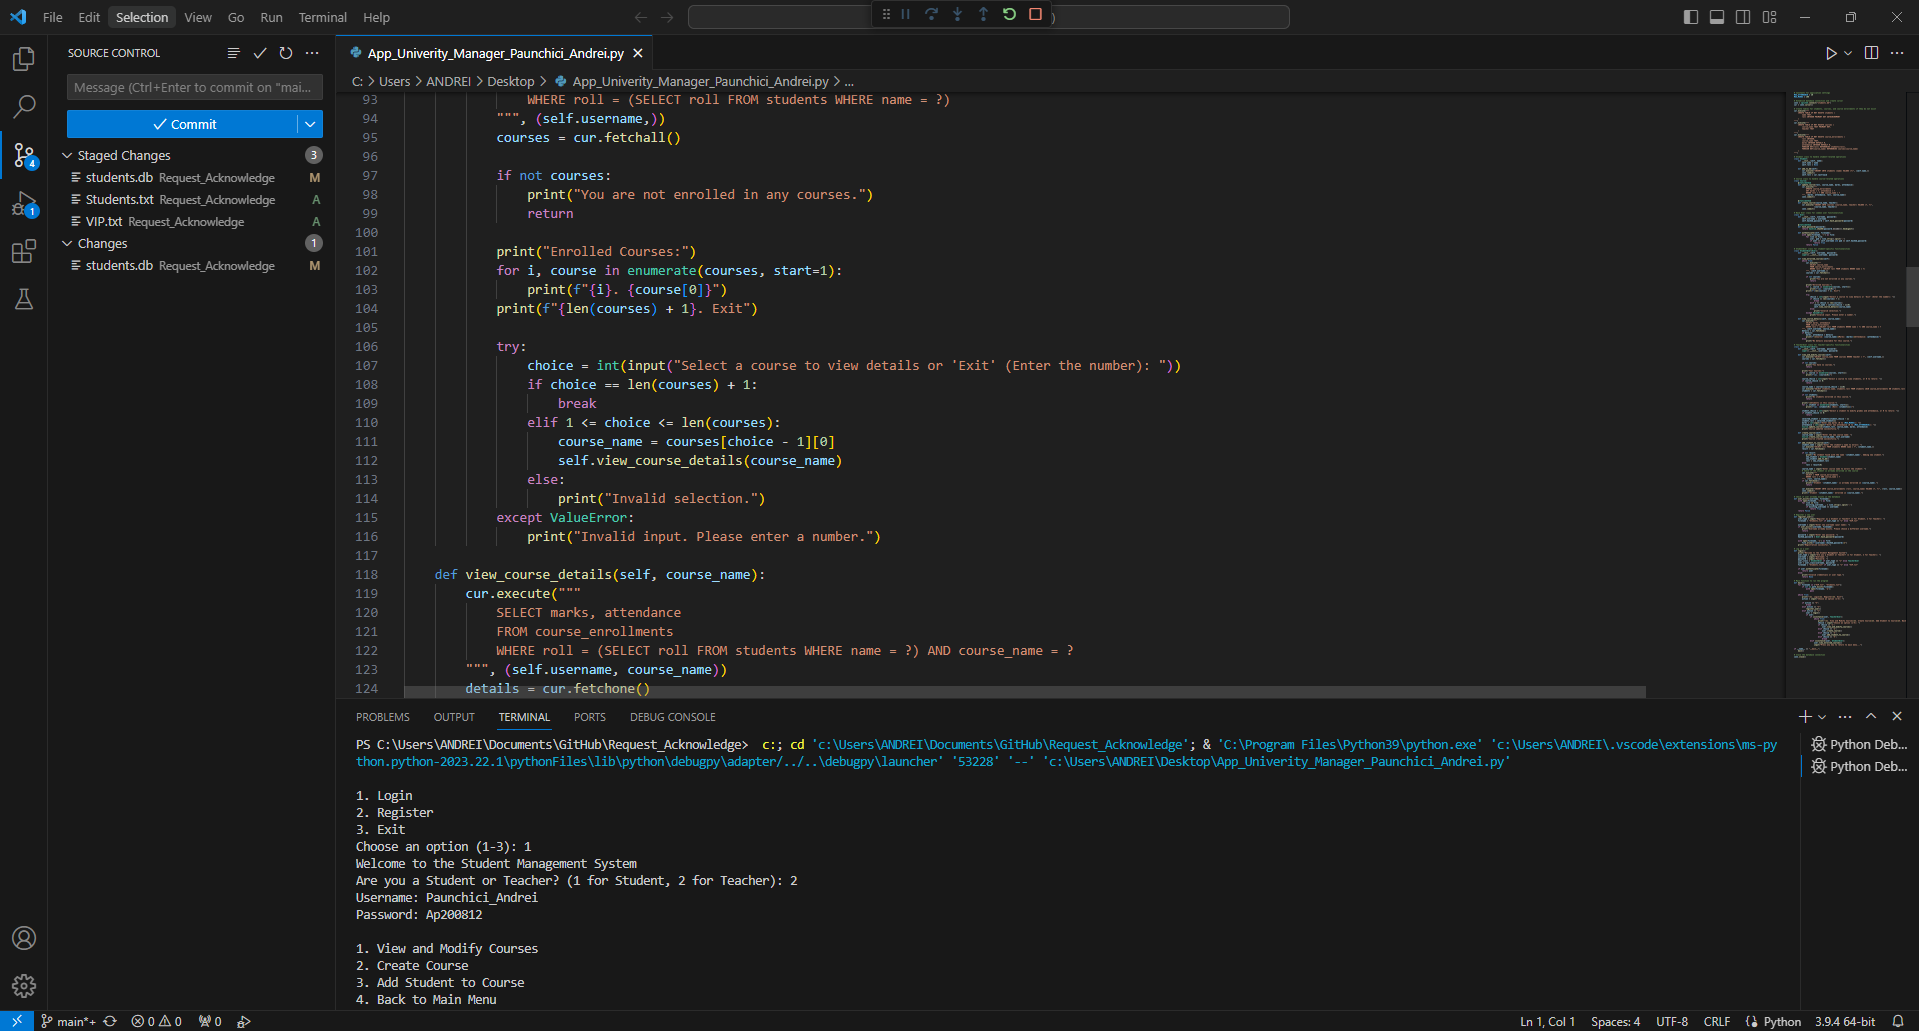 File Edit Selection View Go Run Terminal Help
SOURCE CONTROL
Message (Ctrl+Enter to commit on "mai...
Commit
Staged Changes 3
students.db Request_Acknowledge M
Students.txt Request_Acknowledge A
VIP.txt Request_Acknowledge A
Changes 1
students.db Request_Acknowledge M
4
1
App_Univerity_Manager_Paunchici_Andrei.py
C: > Users > ANDREI > Desktop > App_Univerity_Manager_Paunchici_Andrei.py > ...
93 WHERE roll = (SELECT roll FROM students WHERE name = ?)
94 """, (self.username,))
95 courses = cur.fetchall()
96
97 if not courses:
98 print("You are not enrolled in any courses.")
99 return
100
101 print("Enrolled Courses:")
102 for i, course in enumerate(courses, start=1):
103 print(f"{i}. {course[0]}")
104 print(f"{len(courses) + 1}. Exit")
105
106 try:
107 choice = int(input("Select a course to view details or 'Exit' (Enter the number): "))
108 if choice == len(courses) + 1:
109 break
110 elif 1 <= choice <= len(courses):
111 course_name = courses[choice - 1][0]
112 self.view_course_details(course_name)
113 else:
114 print("Invalid selection.")
115 except ValueError:
116 print("Invalid input. Please enter a number.")
117
118 def view_course_details(self, course_name):
119 cur.execute("""
120 SELECT marks, attendance
121 FROM course_enrollments
122 WHERE roll = (SELECT roll FROM students WHERE name = ?) AND course_name = ?
123 """, (self.username, course_name))
124 details = cur.fetchone()
PROBLEMS OUTPUT TERMINAL PORTS DEBUG CONSOLE
PS C:\Users\ANDREI\Documents\GitHub\Request_Acknowledge> c:; cd 'c:\Users\ANDREI\Documents\GitHub\Request_Acknowledge'; & 'C:\Program Files\Python39\python.exe' 'c:\Users\ANDREI\.vscode\extensions\ms-py
thon.python-2023.22.1\pythonFiles\lib\python\debugpy\adapter/../..\debugpy\launcher' '53228' '--' 'c:\Users\ANDREI\Desktop\App_Univerity_Manager_Paunchici_Andrei.py'
1. Login
2. Register
3. Exit
Choose an option (1-3): 1
Welcome to the Student Management System
Are you a Student or Teacher? (1 for Student, 2 for Teacher): 2
Username: Paunchici_Andrei
Password: Ap200812
1. View and Modify Courses
2. Create Course
3. Add Student to Course
4. Back to Main Menu
Python Deb...
Python Deb...
main*+ 0 0 0
Ln 1, Col 1 Spaces: 4 UTF-8 CRLF Python 3.9.4 64-bit